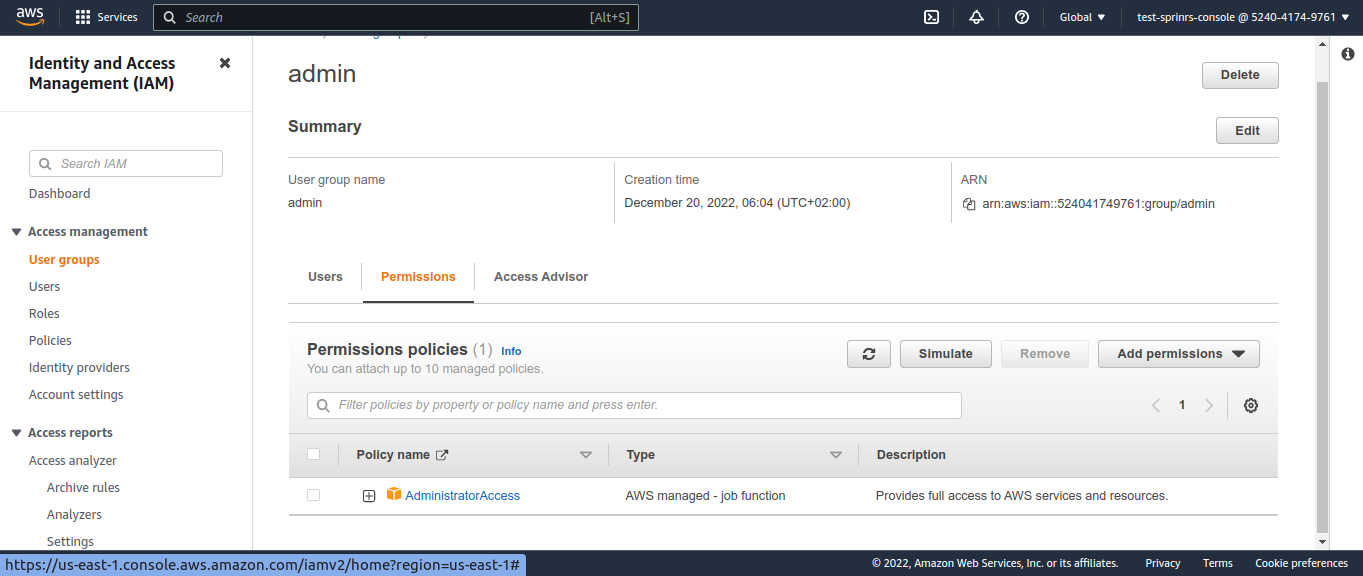 aws
Services
Search [Alt+S]
Global
test-sprinrs-console @ 5240-4174-9761
Identity and Access
Management (IAM)
Search IAM
Dashboard
Access management
User groups
Users
Roles
Policies
Identity providers
Account settings
Access reports
Access analyzer
Archive rules
Analyzers
Settings
admin
Delete
Summary
Edit
User group name
admin
Creation time
December 20, 2022, 06:04 (UTC+02:00)
ARN
arn:aws:iam::524041749761:group/admin
Users Permissions Access Advisor
Permissions policies (1) Info
You can attach up to 10 managed policies.
Simulate Remove Add permissions
Filter policies by property or policy name and press enter.
1
Policy name Type Description
AdministratorAccess AWS managed - job function Provides full access to AWS services and resources.
https://us-east-1.console.aws.amazon.com/iamv2/home?region=us-east-1#
© 2022, Amazon Web Services, Inc. or its affiliates. Privacy Terms Cookie preferences